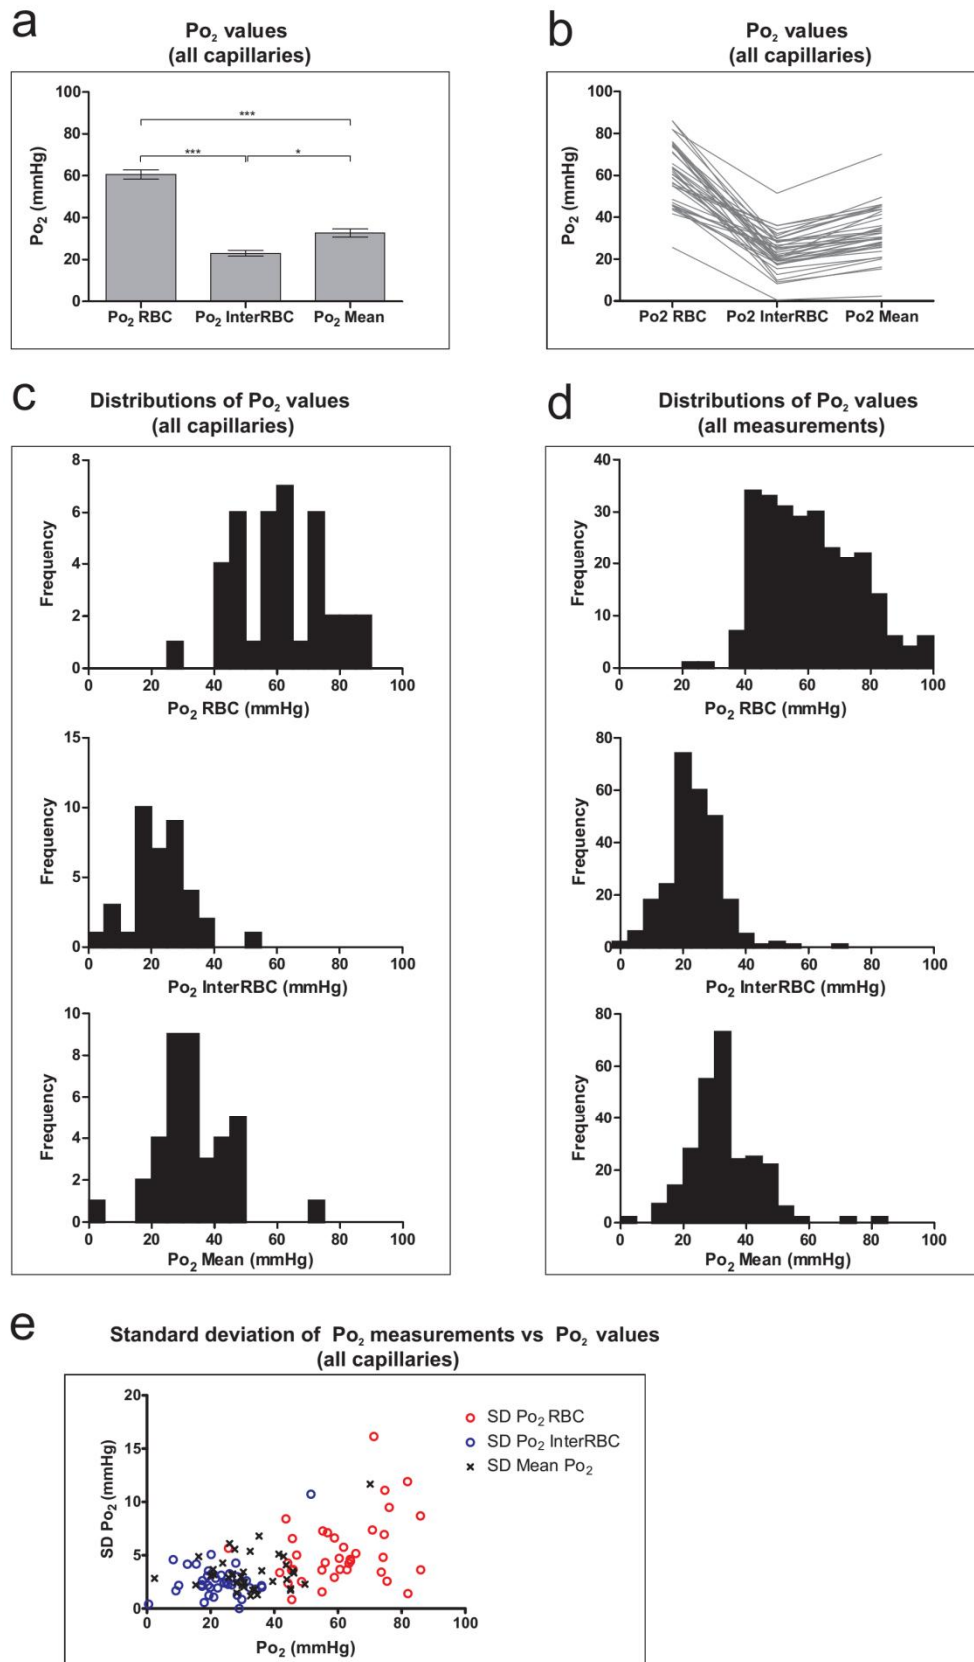 a
Po₂ values
(all capillaries)
Po₂ (mmHg)
100
80
60
40
20
0
***
***
*
Po₂ RBC
Po₂ InterRBC
Po₂ Mean
b
Po₂ values
(all capillaries)
Po₂ (mmHg)
100
80
60
40
20
0
Po2 RBC
Po2 InterRBC
Po2 Mean
c
Distributions of Po₂ values
(all capillaries)
Frequency
8
6
4
2
0
0 20 40 60 80 100
Po₂ RBC (mmHg)
Frequency
15
10
5
0
0 20 40 60 80 100
Po₂ InterRBC (mmHg)
Frequency
10
8
6
4
2
0
0 20 40 60 80 100
Po₂ Mean (mmHg)
d
Distributions of Po₂ values
(all measurements)
Frequency
40
30
20
10
0
0 20 40 60 80 100
Po₂ RBC (mmHg)
Frequency
80
60
40
20
0
0 20 40 60 80 100
Po₂ InterRBC (mmHg)
Frequency
80
60
40
20
0
0 20 40 60 80 100
Po₂ Mean (mmHg)
e
Standard deviation of Po₂ measurements vs Po₂ values
(all capillaries)
SD Po₂ (mmHg)
20
15
10
5
0
0 20 40 60 80 100
Po₂ (mmHg)
SD Po₂ RBC
SD Po₂ InterRBC
SD Mean Po₂